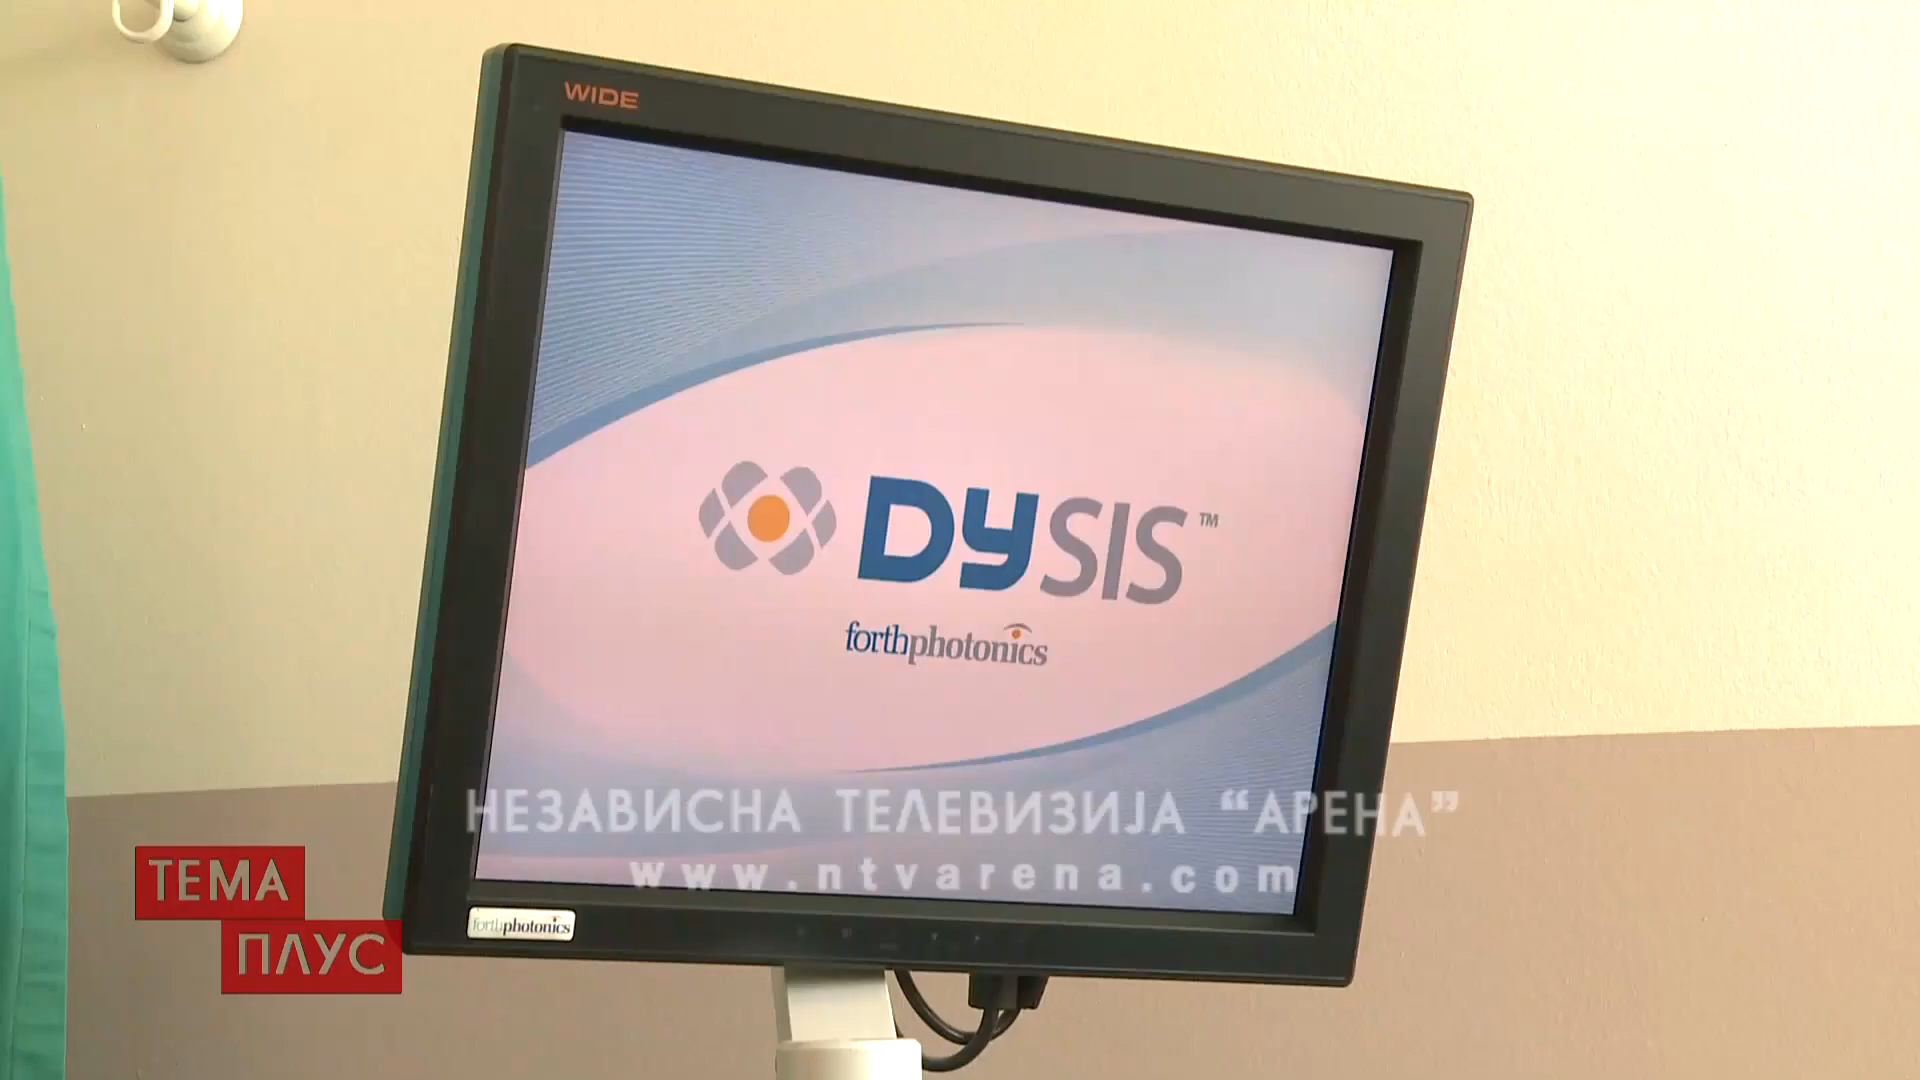 WIDE
DYSIS™
forthphotonics
НЕЗАВИСНА ТЕЛЕВИЗИЈА “АРЕНА”
www.ntvarena.com
ТЕМА
ПЛУС
forthphotonics